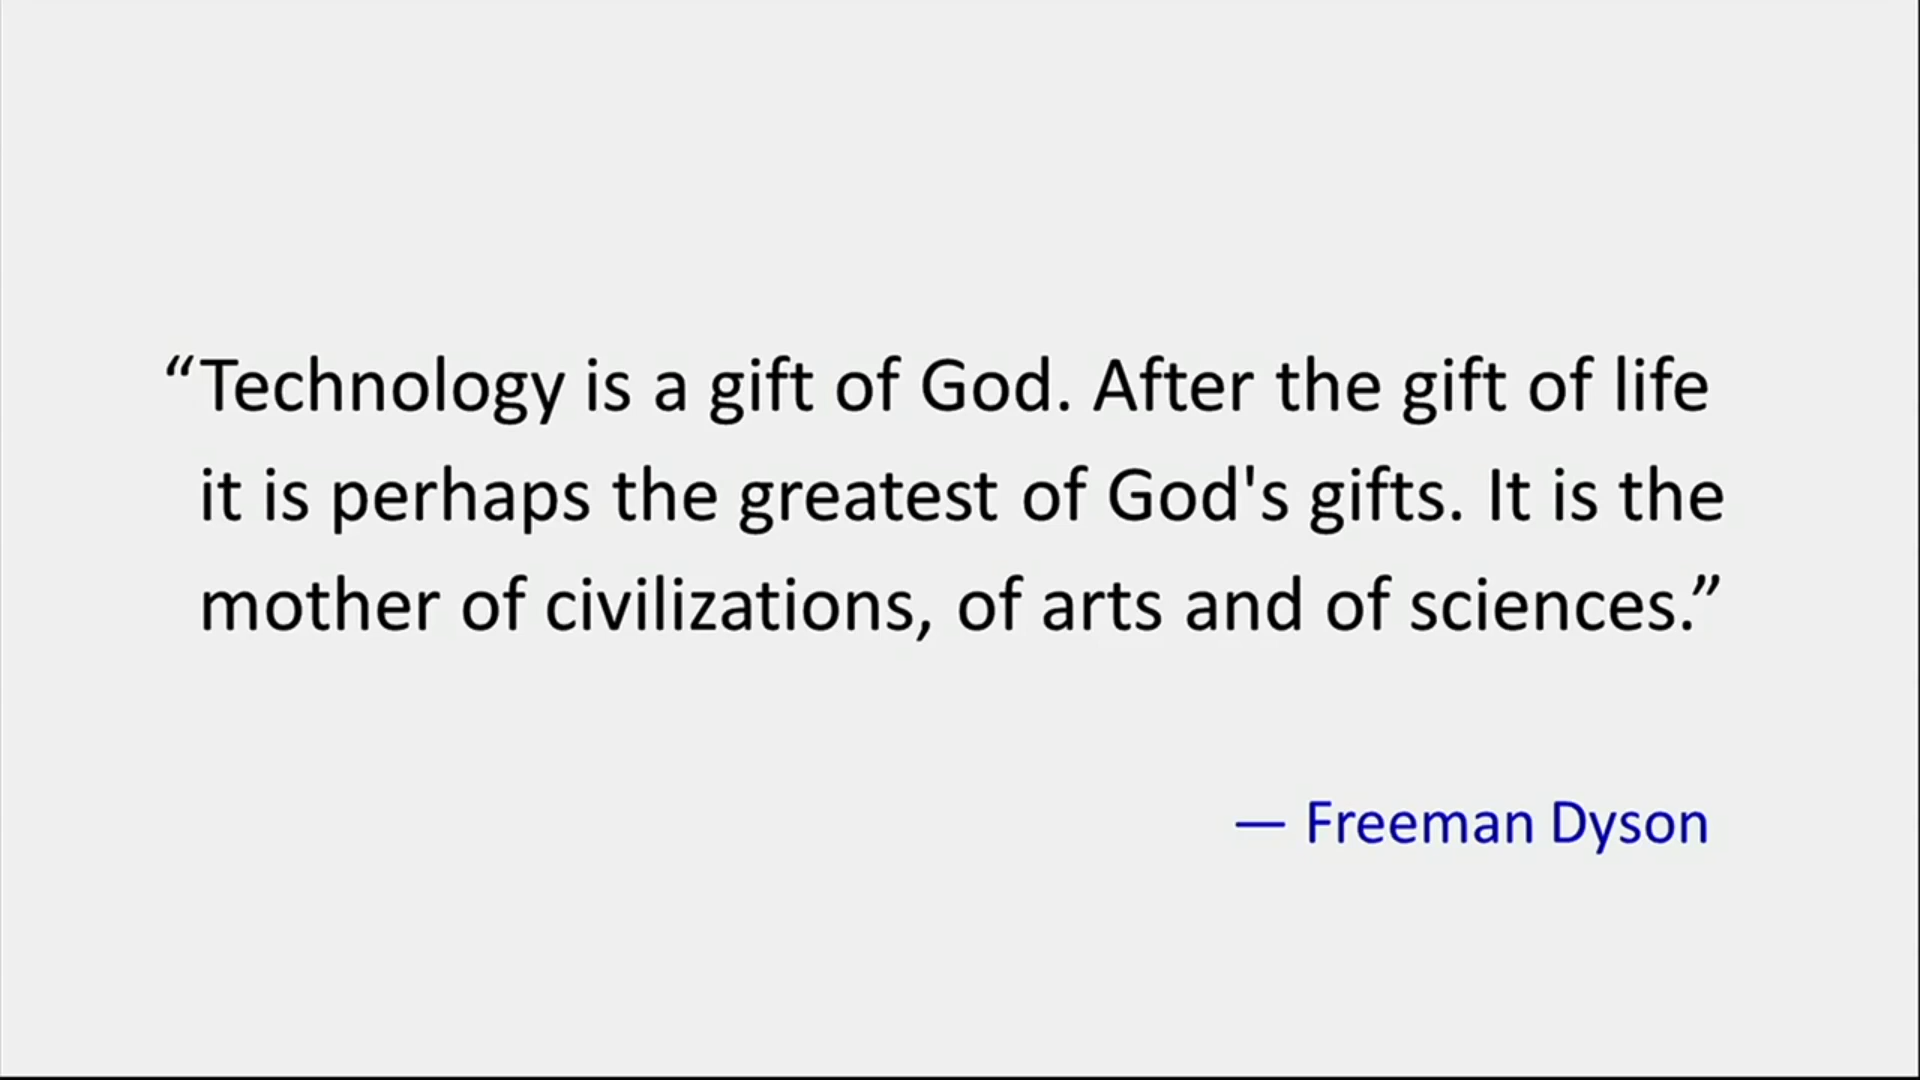 “Technology is a gift of God. After the gift of life
it is perhaps the greatest of God's gifts. It is the
mother of civilizations, of arts and of sciences.”
— Freeman Dyson